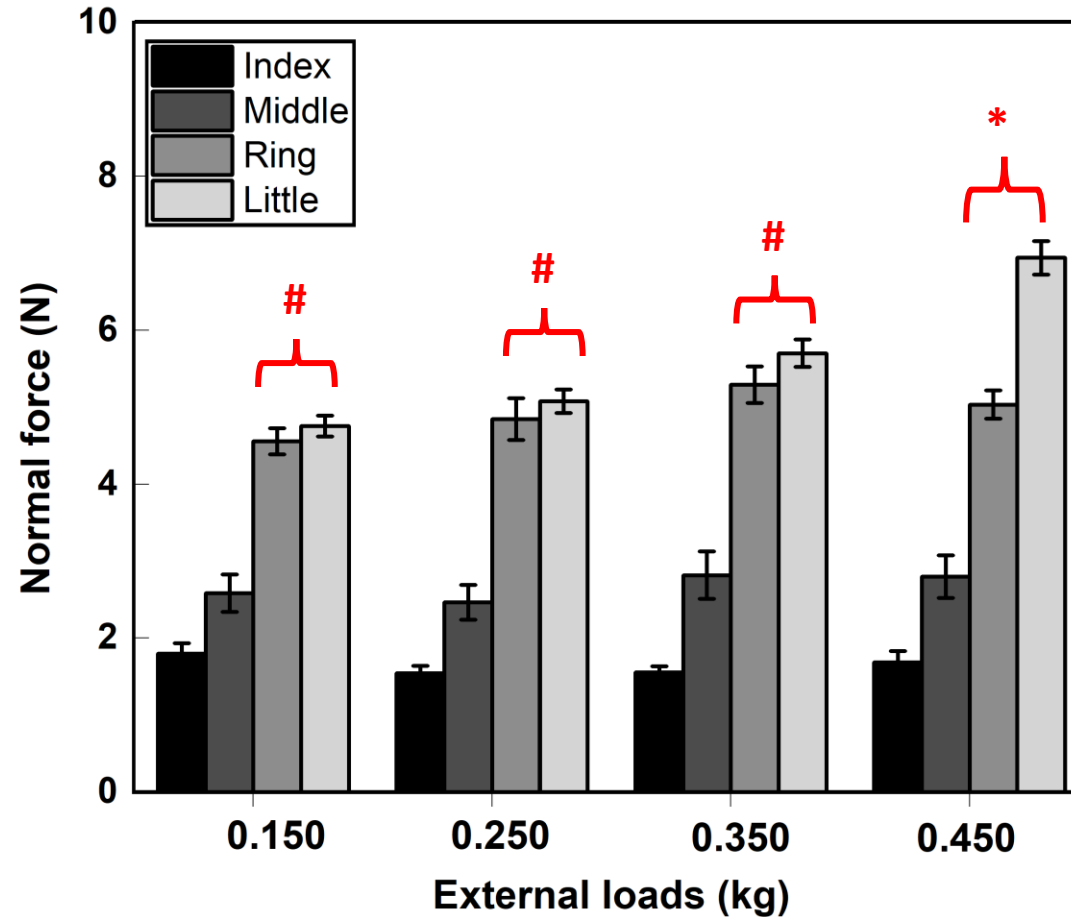 10
8
6
4
2
0
Normal force (N)
Index
Middle
Ring
Little
#
#
#
*
0.150
0.250
0.350
0.450
External loads (kg)